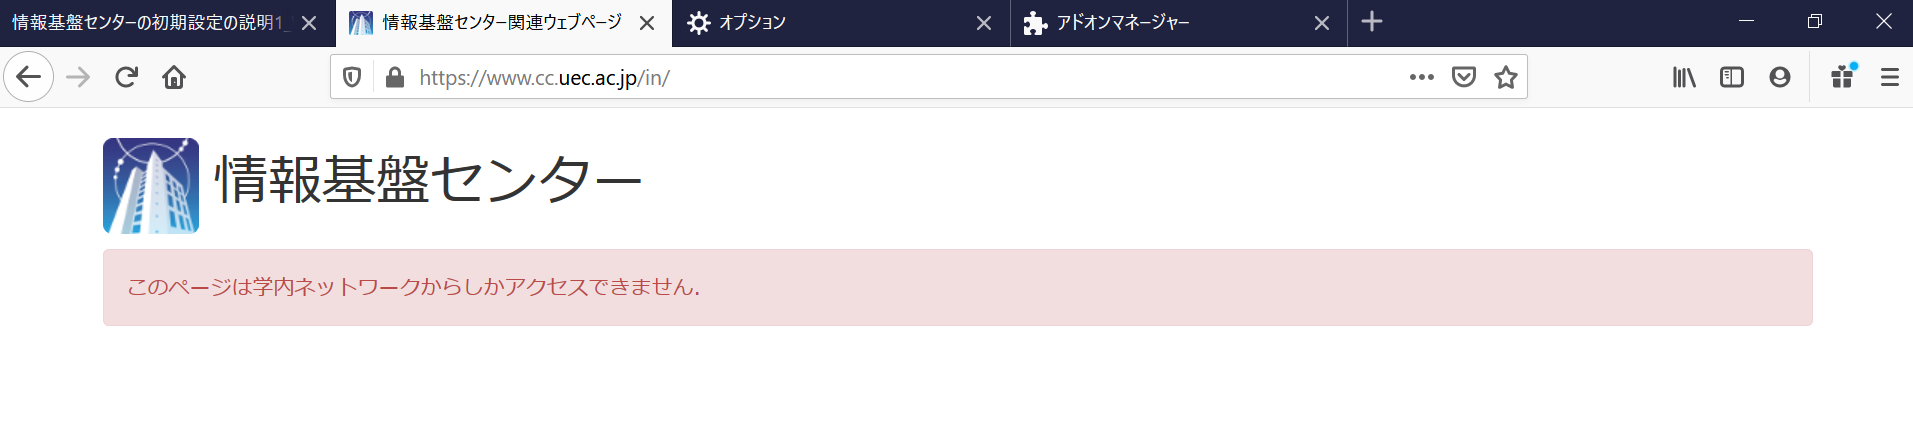 情報基盤センターの初期設定の説明1_
情報基盤センター関連ウェブページ
オプション
アドオンマネージャー
https://www.cc.uec.ac.jp/in/
情報基盤センター
このページは学内ネットワークからしかアクセスできません.